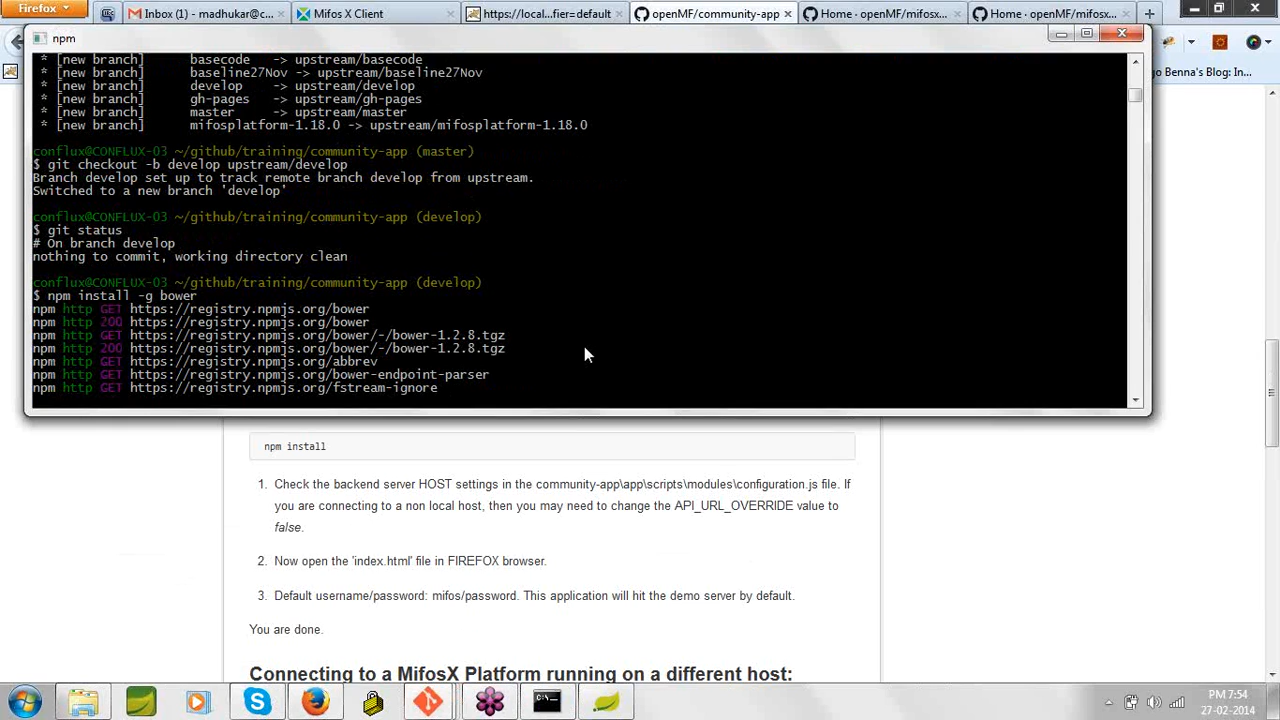 Firefox
Inbox (1) - madhukar@c...
Mifos X Client
https://local...fier=default
openMF/community-app
Home · openMF/mifosx...
Home · openMF/mifosx...
npm
go Benna's Blog: In...
* [new branch] basecode -> upstream/basecode
* [new branch] baseline27Nov -> upstream/baseline27Nov
* [new branch] develop -> upstream/develop
* [new branch] gh-pages -> upstream/gh-pages
* [new branch] master -> upstream/master
* [new branch] mifosplatform-1.18.0 -> upstream/mifosplatform-1.18.0
conflux@CONFLUX-03 ~/github/training/community-app (master)
$ git checkout -b develop upstream/develop
Branch develop set up to track remote branch develop from upstream.
Switched to a new branch 'develop'
conflux@CONFLUX-03 ~/github/training/community-app (develop)
$ git status
# On branch develop
nothing to commit, working directory clean
conflux@CONFLUX-03 ~/github/training/community-app (develop)
$ npm install -g bower
npm http GET https://registry.npmjs.org/bower
npm http 200 https://registry.npmjs.org/bower
npm http GET https://registry.npmjs.org/bower/-/bower-1.2.8.tgz
npm http 200 https://registry.npmjs.org/bower/-/bower-1.2.8.tgz
npm http GET https://registry.npmjs.org/abbrev
npm http GET https://registry.npmjs.org/bower-endpoint-parser
npm http GET https://registry.npmjs.org/fstream-ignore
npm install
1. Check the backend server HOST settings in the community-app\app\scripts\modules\configuration.js file. If
you are connecting to a non local host, then you may need to change the API_URL_OVERRIDE value to
false.
2. Now open the 'index.html' file in FIREFOX browser.
3. Default username/password: mifos/password. This application will hit the demo server by default.
You are done.
Connecting to a MifosX Platform running on a different host:
PM 7:54
27-02-2014